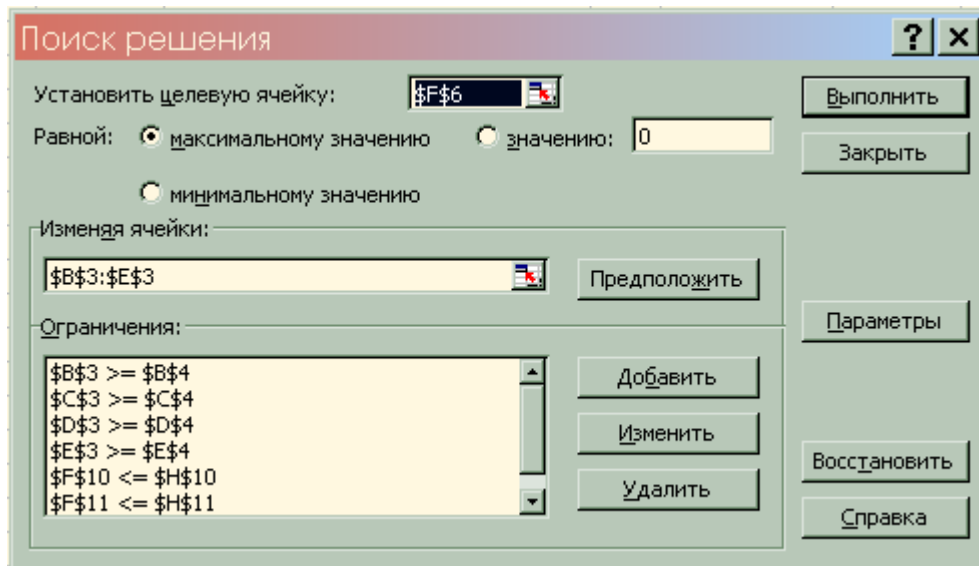 Поиск решения ? ×
Установить целевую ячейку: $F$6 Выполнить
Равной: максимальному значению значению: 0
Закрыть
минимальному значению
Изменяя ячейки:
$B$3:$E$3 Предположить
Ограничения: Параметры
$B$3 >= $B$4 Добавить
$C$3 >= $C$4
$D$3 >= $D$4 Изменить
$E$3 >= $E$4
Восстановить
$F$10 <= $H$10
$F$11 <= $H$11 Удалить
Справка